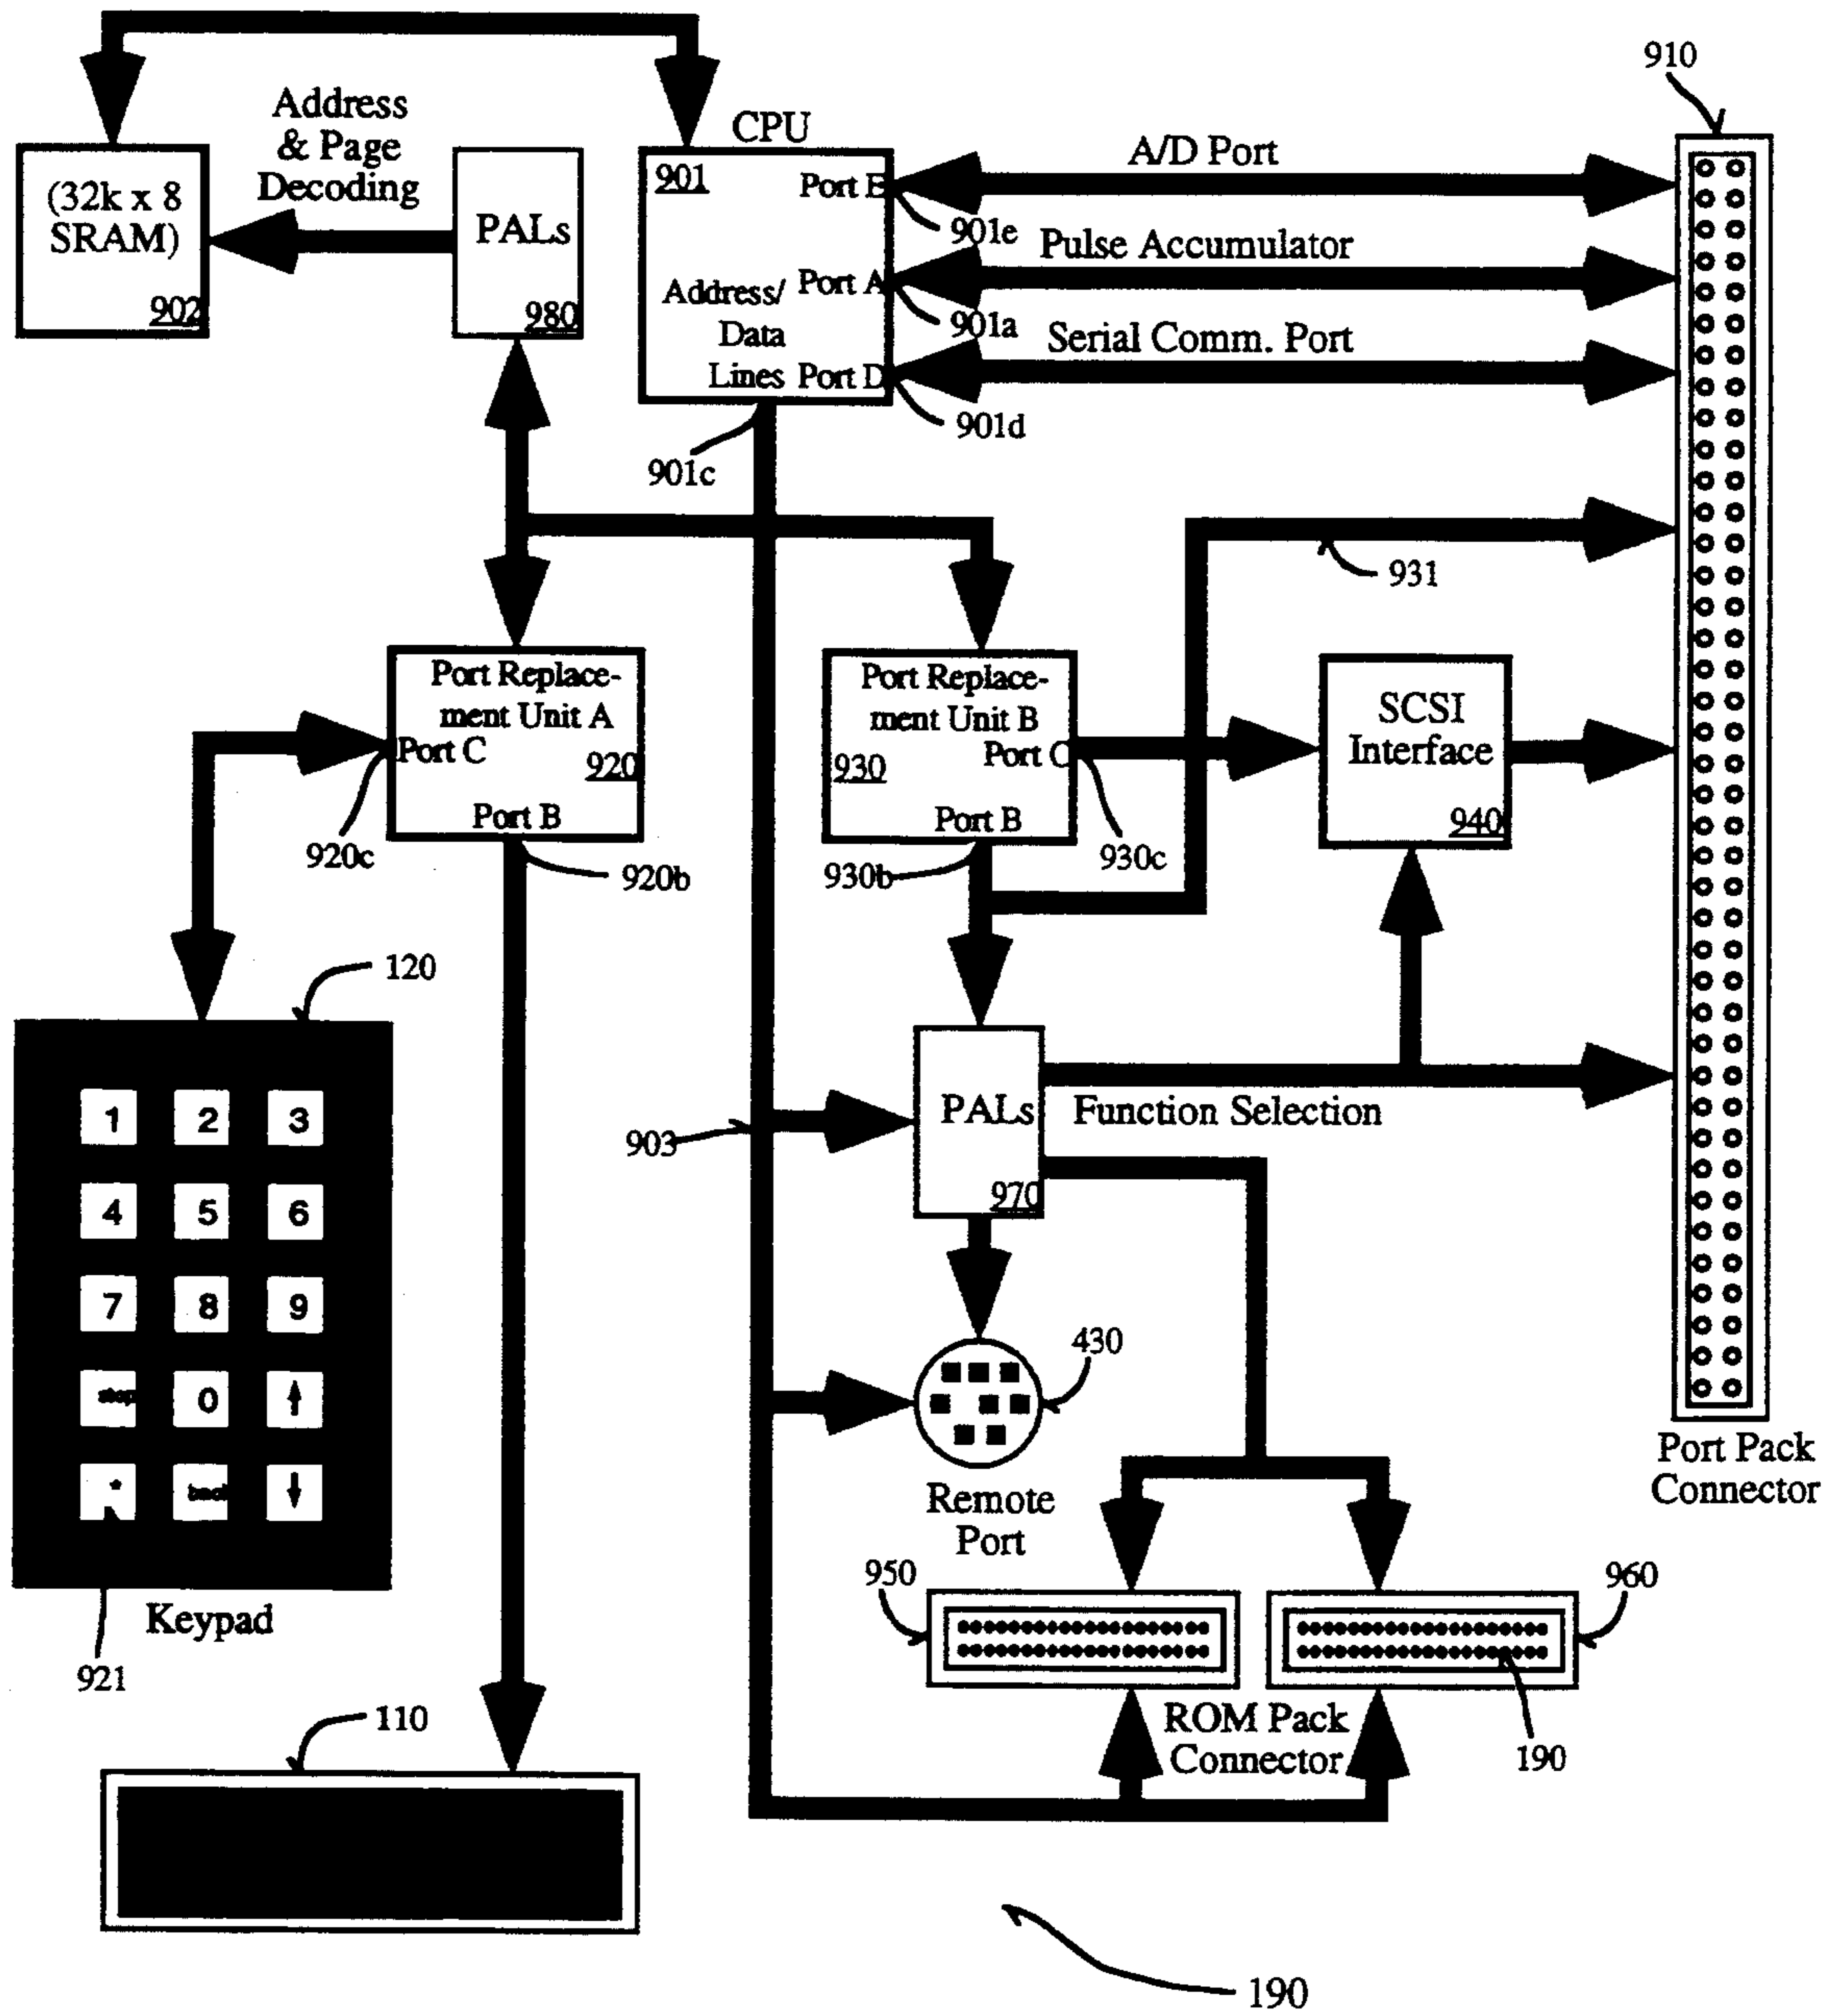 910
Address
& Page
Decoding
CPU
901
A/D Port
Port E
901e
(32k x 8
SRAM)
902
PALs
980
Pulse Accumulator
Address/
Data
Lines
Port A
901a
Serial Comm. Port
Port D
901d
901c
931
Port Replace-
ment Unit A
Port C
920
Port B
920c
920b
Port Replace-
ment Unit B
Port C
930
Port B
930b
930c
SCSI
Interface
940
120
1 2 3
4 5 6
7 8 9
stop 0 ↑
* ↓
Keypad
921
903
PALs
970
Function Selection
430
Remote
Port
Port Pack
Connector
950
960
ROM Pack
Connector
190
110
190